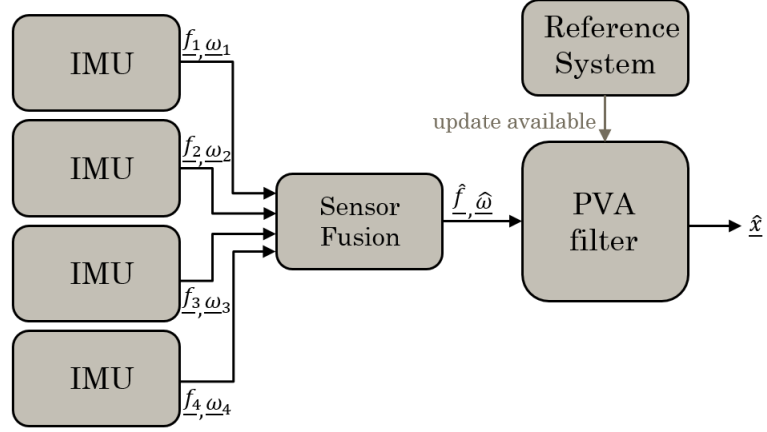 IMU
f₁,ω₁
IMU
f₂,ω₂
IMU
f₃,ω₃
IMU
f₄,ω₄
Sensor
Fusion
f̂,ω̂
Reference
System
update available
PVA
filter
x̂